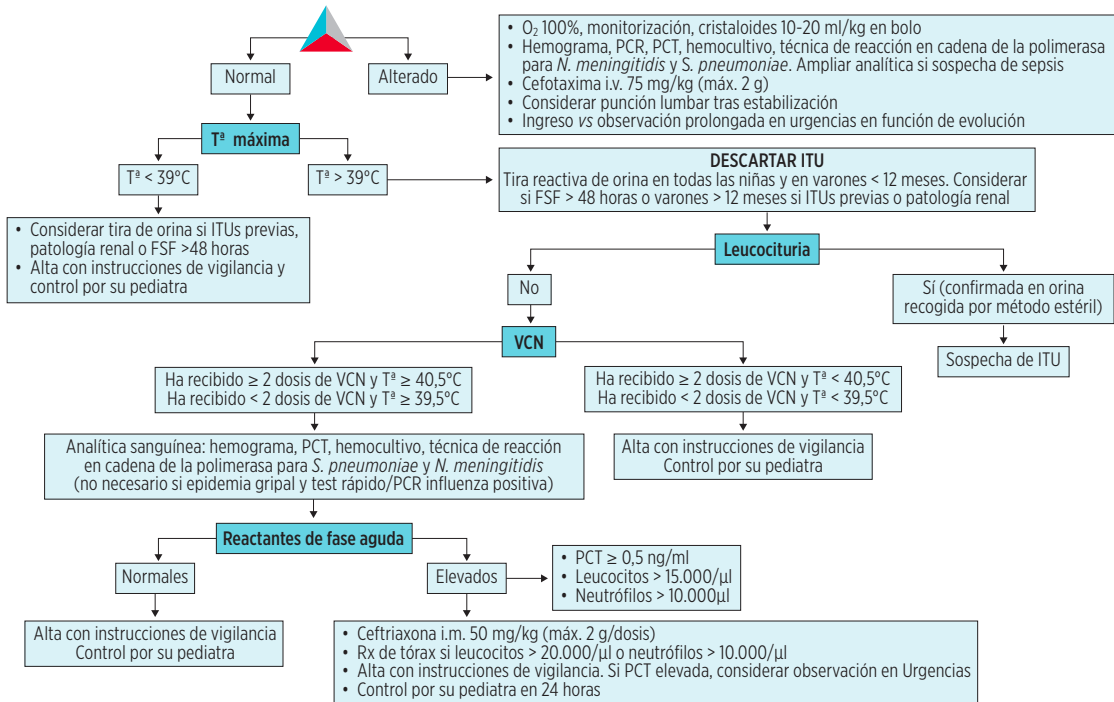 Normal
Alterado
• O₂ 100%, monitorización, cristaloides 10-20 ml/kg en bolo
• Hemograma, PCR, PCT, hemocultivo, técnica de reacción en cadena de la polimerasa
para N. meningitidis y S. pneumoniae. Ampliar analítica si sospecha de sepsis
• Cefotaxima i.v. 75 mg/kg (máx. 2 g)
• Considerar punción lumbar tras estabilización
• Ingreso vs observación prolongada en urgencias en función de evolución
Tª máxima
Tª < 39°C
Tª > 39°C
DESCARTAR ITU
Tira reactiva de orina en todas las niñas y en varones < 12 meses. Considerar
si FSF > 48 horas o varones > 12 meses si ITUs previas o patología renal
• Considerar tira de orina si ITUs previas,
patología renal o FSF >48 horas
• Alta con instrucciones de vigilancia y
control por su pediatra
Leucocituria
No
Sí (confirmada en orina
recogida por método estéril)
Sospecha de ITU
VCN
Ha recibido ≥ 2 dosis de VCN y Tª ≥ 40,5°C
Ha recibido < 2 dosis de VCN y Tª ≥ 39,5°C
Ha recibido ≥ 2 dosis de VCN y Tª < 40,5°C
Ha recibido < 2 dosis de VCN y Tª < 39,5°C
Analítica sanguínea: hemograma, PCT, hemocultivo, técnica de reacción
en cadena de la polimerasa para S. pneumoniae y N. meningitidis
(no necesario si epidemia gripal y test rápido/PCR influenza positiva)
Alta con instrucciones de vigilancia
Control por su pediatra
Reactantes de fase aguda
Normales
Elevados
• PCT ≥ 0,5 ng/ml
• Leucocitos > 15.000/µl
• Neutrófilos > 10.000µl
Alta con instrucciones de vigilancia
Control por su pediatra
• Ceftriaxona i.m. 50 mg/kg (máx. 2 g/dosis)
• Rx de tórax si leucocitos > 20.000/µl o neutrófilos > 10.000/µl
• Alta con instrucciones de vigilancia. Si PCT elevada, considerar observación en Urgencias
• Control por su pediatra en 24 horas